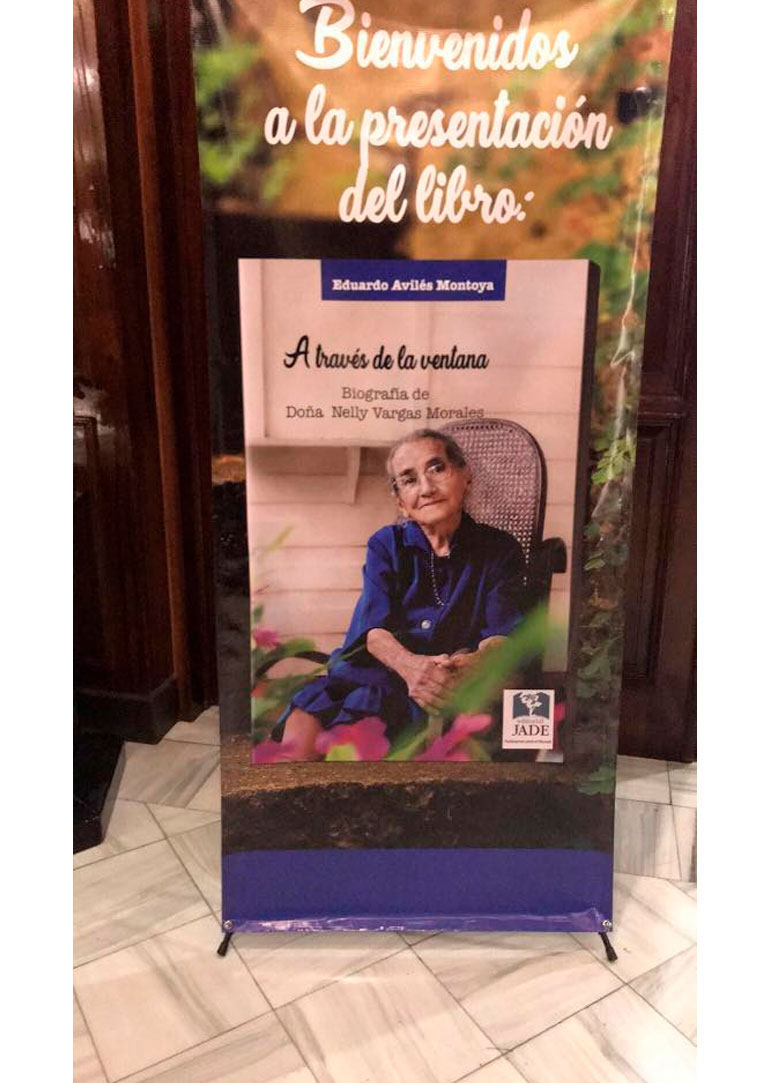 Bienvenidos
a la presentación
del libro:
Eduardo Avilés Montoya
A través de la ventana
Biografía de
Doña Nelly Vargas Morales
editorial
JADE